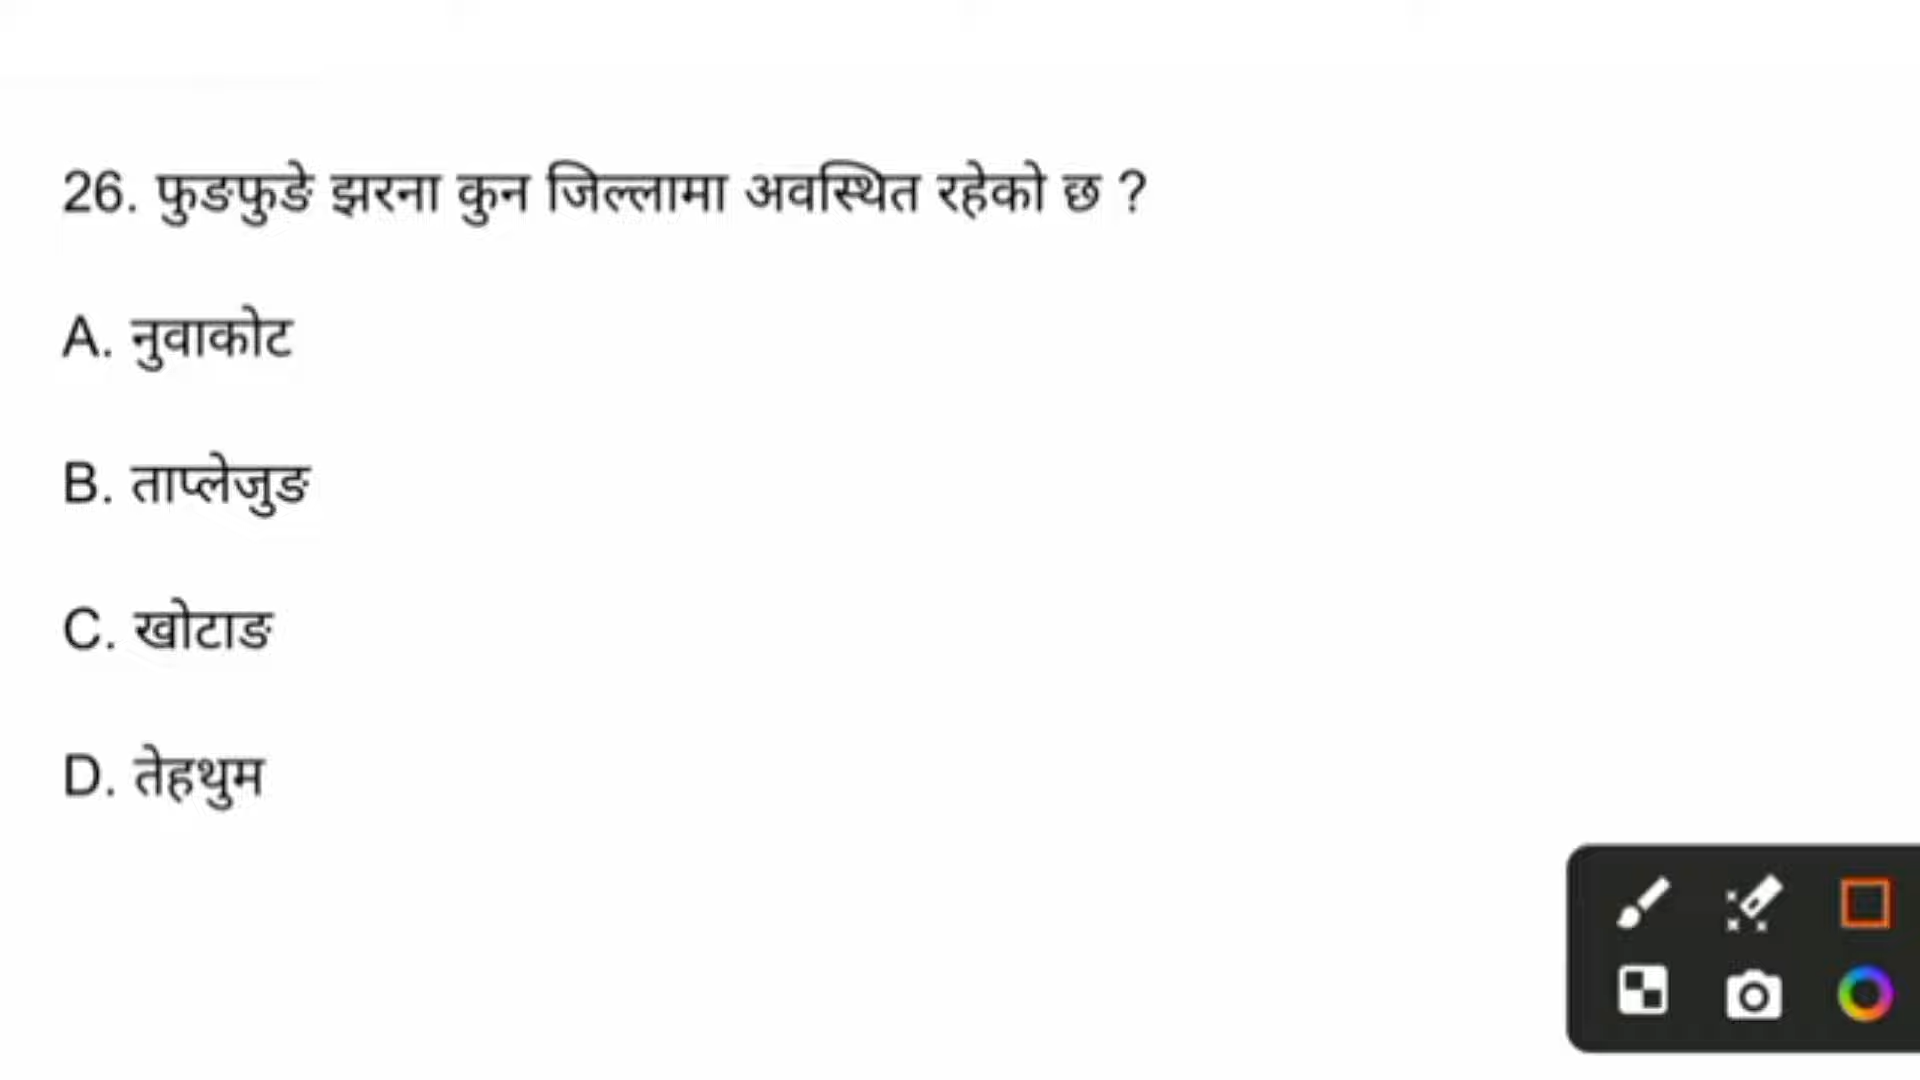 26. फुङफुङे झरना कुन जिल्लामा अवस्थित रहेको छ ?
A. नुवाकोट
B. ताप्लेजुङ
C. खोटाङ
D. तेहथुम